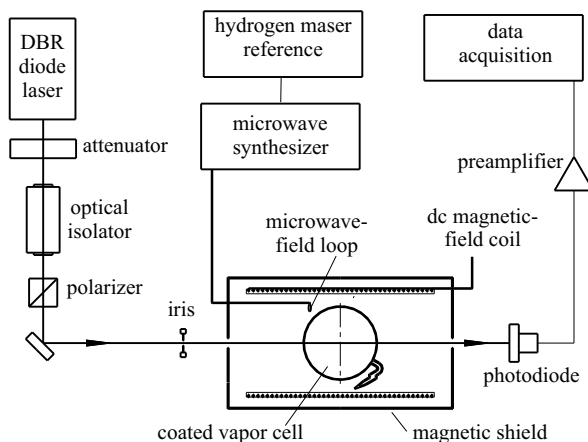 DBR
diode
laser
hydrogen maser
reference
data
acquisition
attenuator
microwave
synthesizer
preamplifier
optical
isolator
microwave-
field loop
dc magnetic-
field coil
polarizer
iris
photodiode
coated vapor cell
magnetic shield